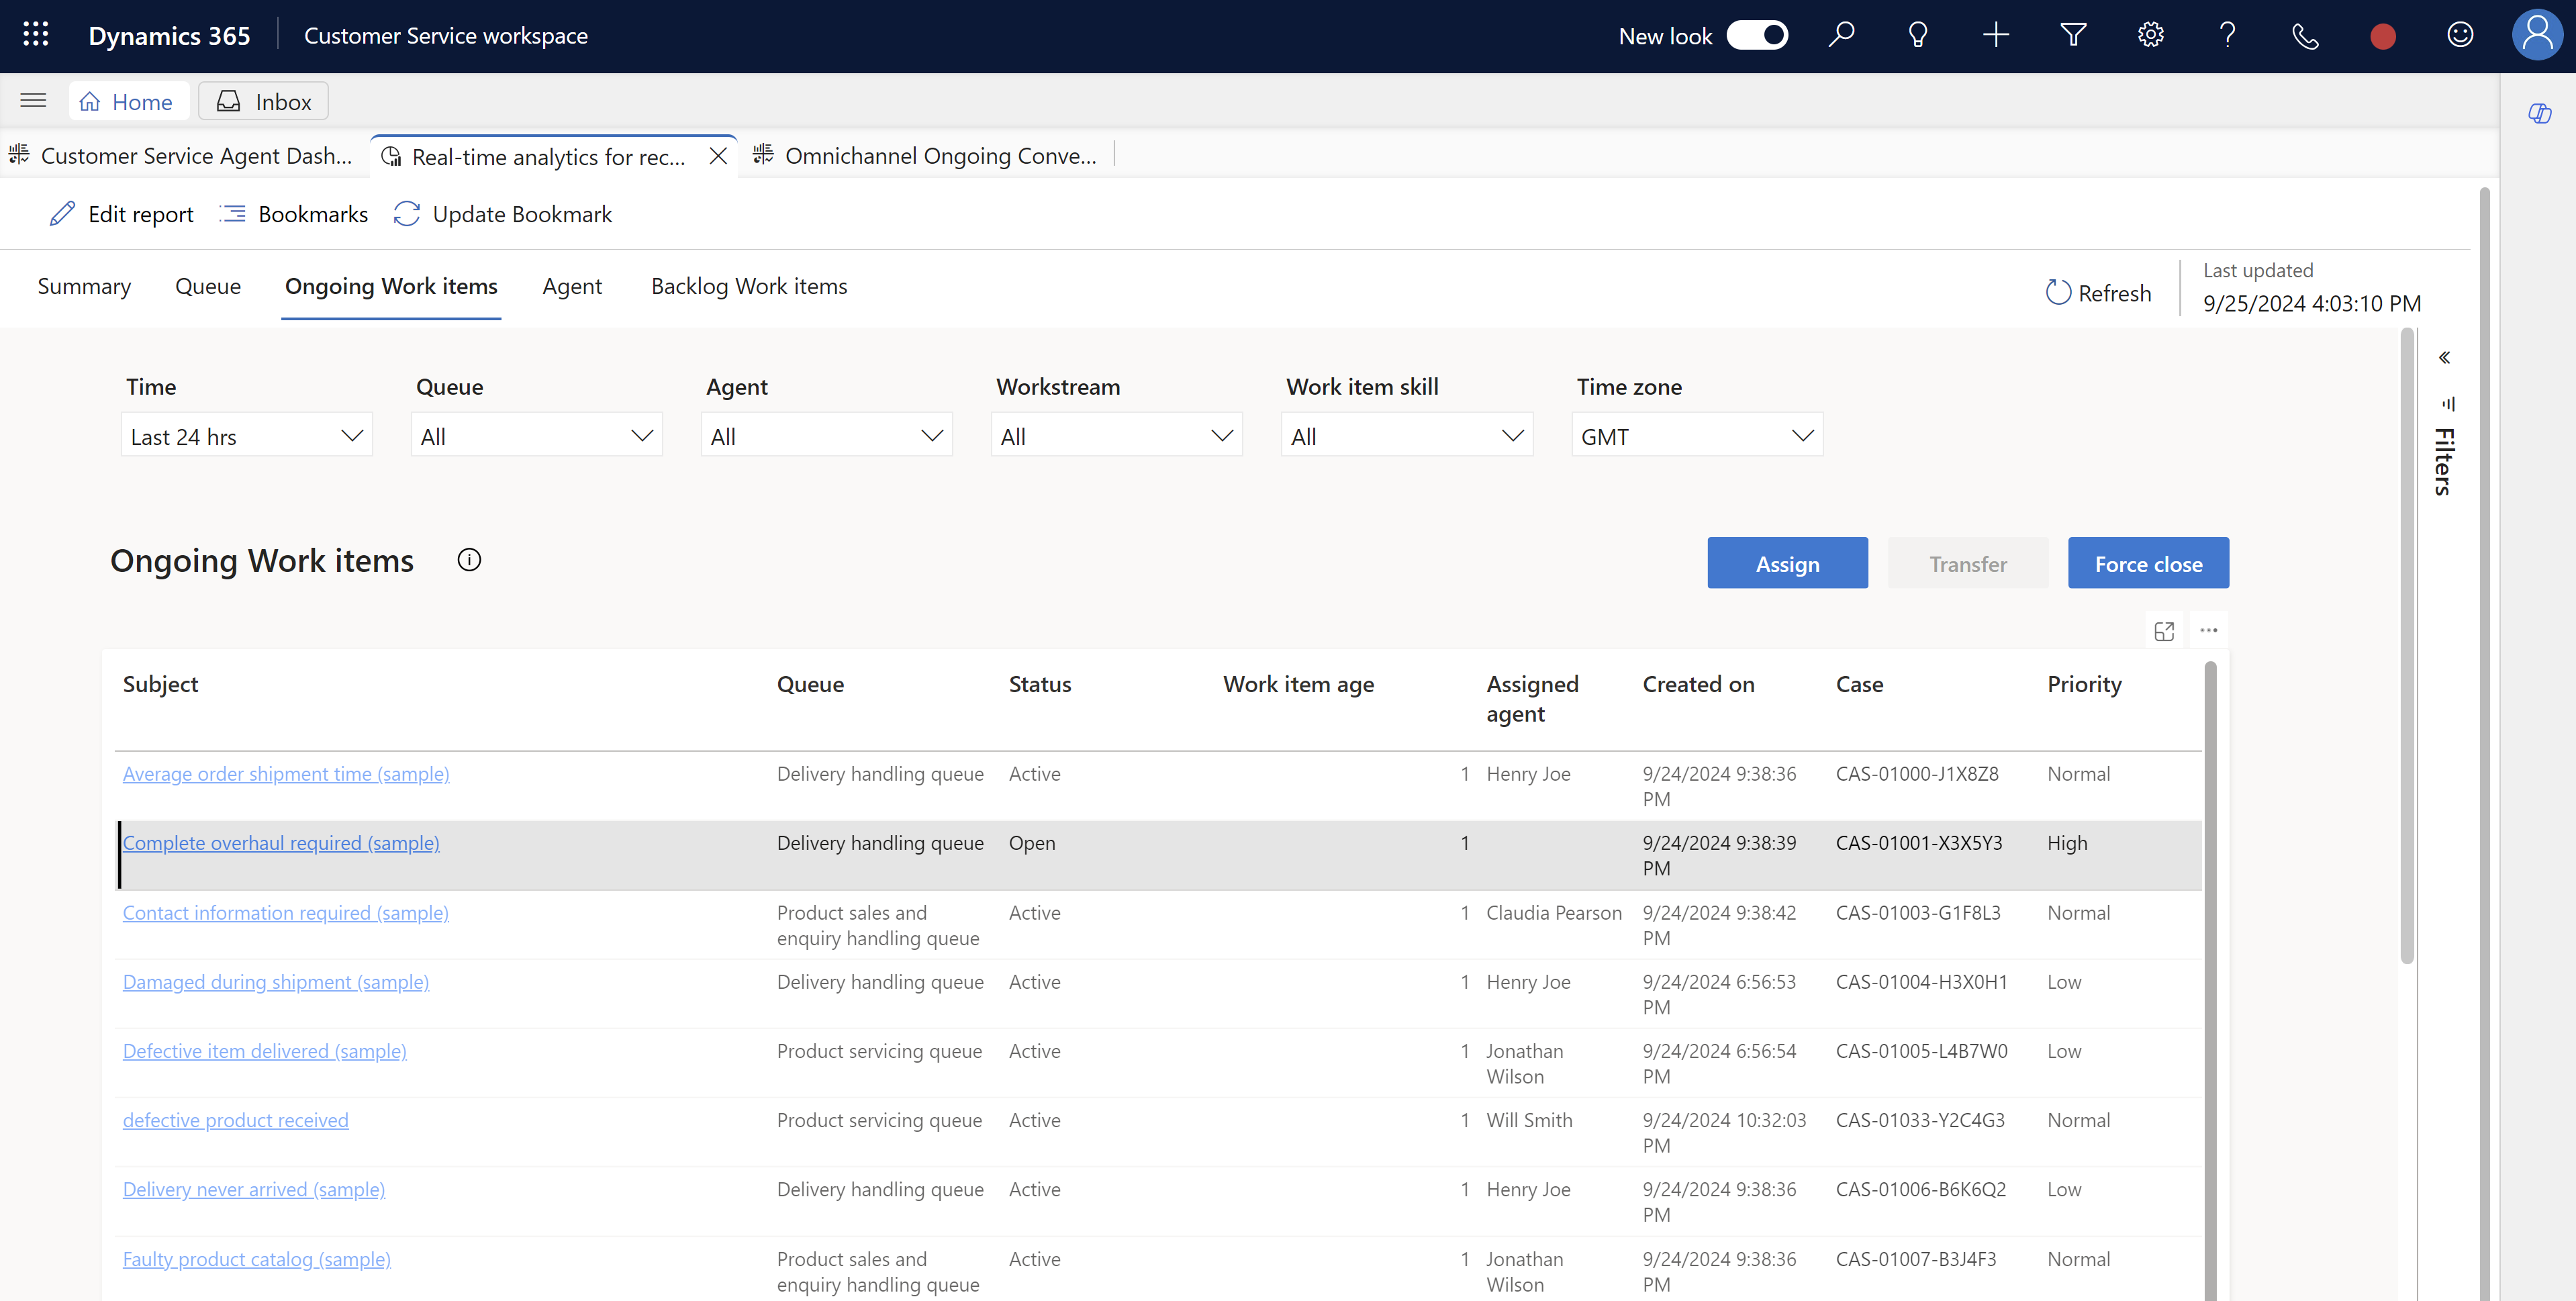 Dynamics 365
Customer Service workspace
New look
Home
Inbox
Customer Service Agent Dash...
Real-time analytics for rec...
Omnichannel Ongoing Conve...
Edit report
Bookmarks
Update Bookmark
Summary
Queue
Ongoing Work items
Agent
Backlog Work items
Refresh
Last updated
9/25/2024 4:03:10 PM
Time
Queue
Agent
Workstream
Work item skill
Time zone
Last 24 hrs
All
All
All
All
GMT
Filters
Ongoing Work items
Assign
Transfer
Force close
Subject
Queue
Status
Work item age
Assigned
agent
Created on
Case
Priority
Average order shipment time (sample)
Delivery handling queue
Active
1
Henry Joe
9/24/2024 9:38:36
PM
CAS-01000-J1X8Z8
Normal
Complete overhaul required (sample)
Delivery handling queue
Open
1
9/24/2024 9:38:39
PM
CAS-01001-X3X5Y3
High
Contact information required (sample)
Product sales and
enquiry handling queue
Active
1
Claudia Pearson
9/24/2024 9:38:42
PM
CAS-01003-G1F8L3
Normal
Damaged during shipment (sample)
Delivery handling queue
Active
1
Henry Joe
9/24/2024 6:56:53
PM
CAS-01004-H3X0H1
Low
Defective item delivered (sample)
Product servicing queue
Active
1
Jonathan
Wilson
9/24/2024 6:56:54
PM
CAS-01005-L4B7W0
Low
defective product received
Product servicing queue
Active
1
Will Smith
9/24/2024 10:32:03
PM
CAS-01033-Y2C4G3
Normal
Delivery never arrived (sample)
Delivery handling queue
Active
1
Henry Joe
9/24/2024 9:38:36
PM
CAS-01006-B6K6Q2
Low
Faulty product catalog (sample)
Product sales and
enquiry handling queue
Active
1
Jonathan
Wilson
9/24/2024 9:38:36
PM
CAS-01007-B3J4F3
Normal